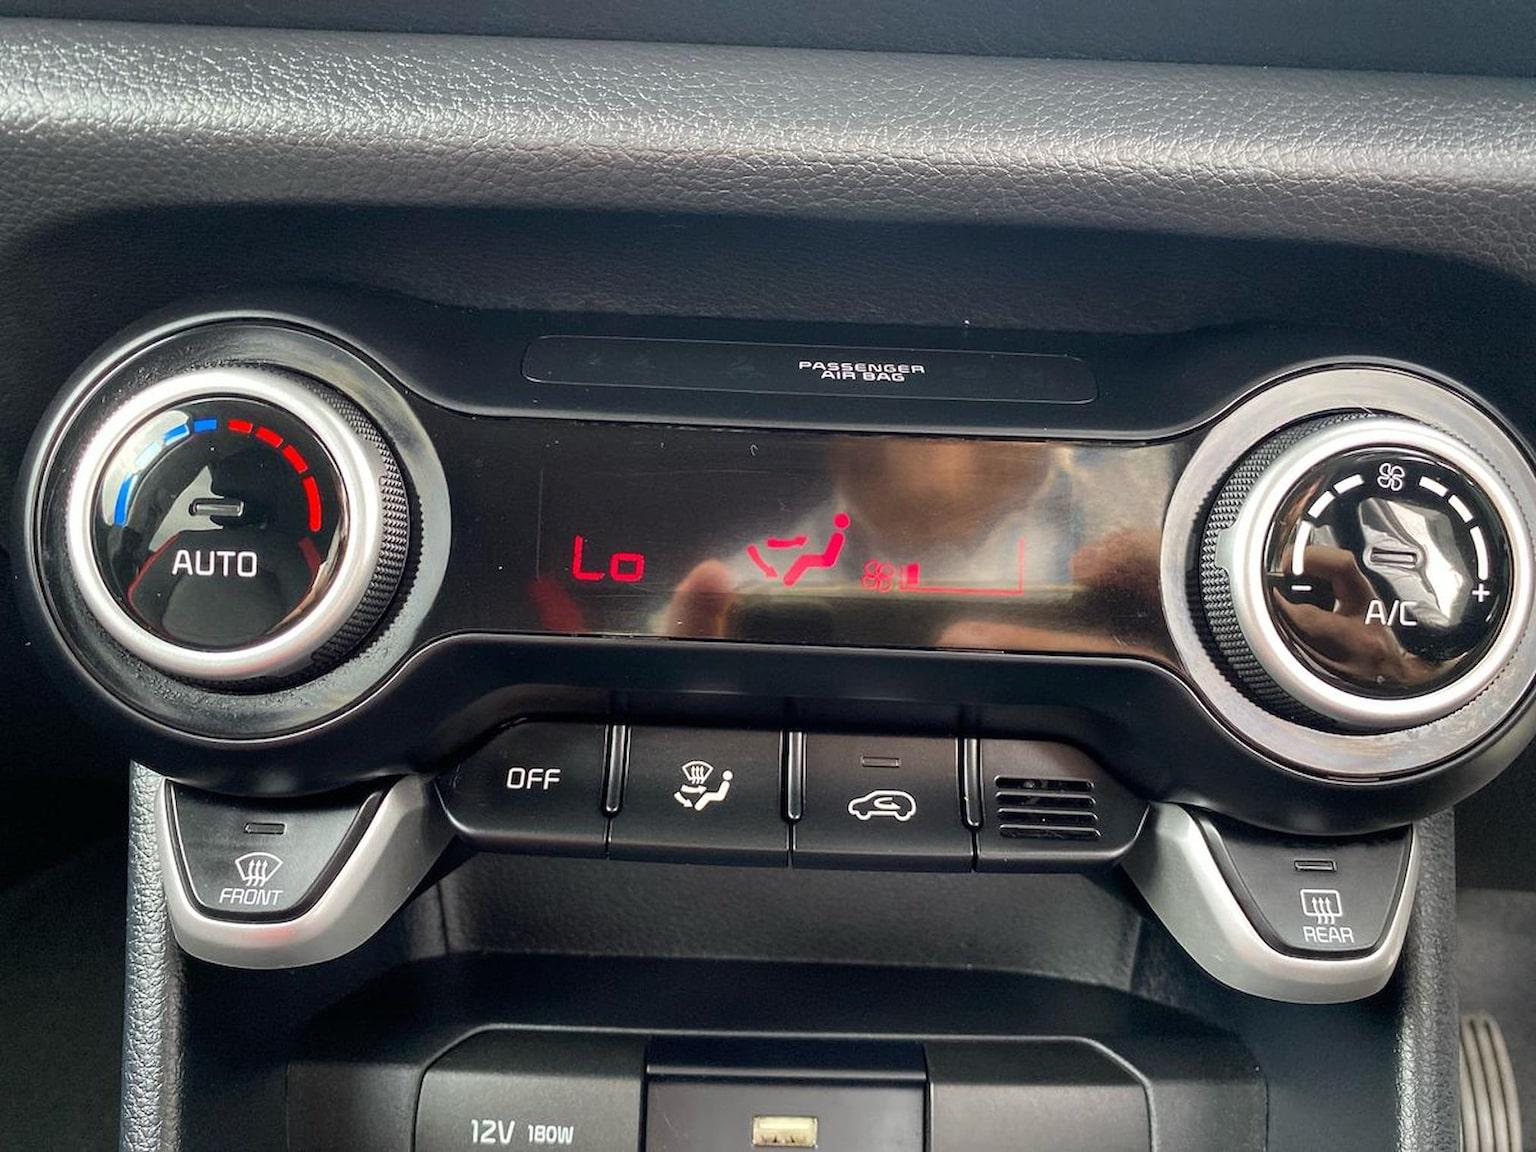 PASSENGER
AIR BAG
AUTO
Lo
A/C
OFF
FRONT
REAR
12V 180W